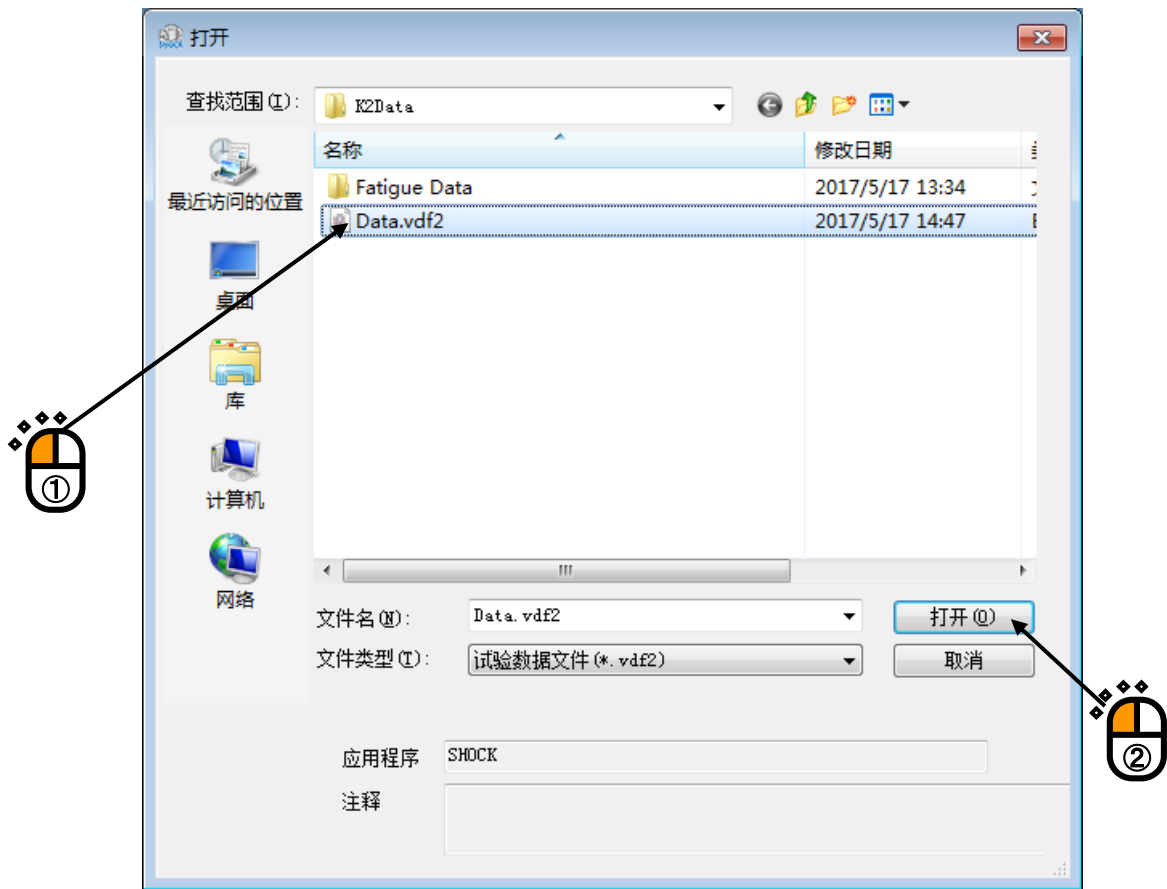 打开
查找范围(I):
K2Data
名称
修改日期
Fatigue Data
2017/5/17 13:34
Data.vdf2
2017/5/17 14:47
最近访问的位置
桌面
库
计算机
网络
文件名(N):
Data.vdf2
打开(O)
文件类型(T):
试验数据文件(*.vdf2)
取消
应用程序
SHOCK
注释
①
②